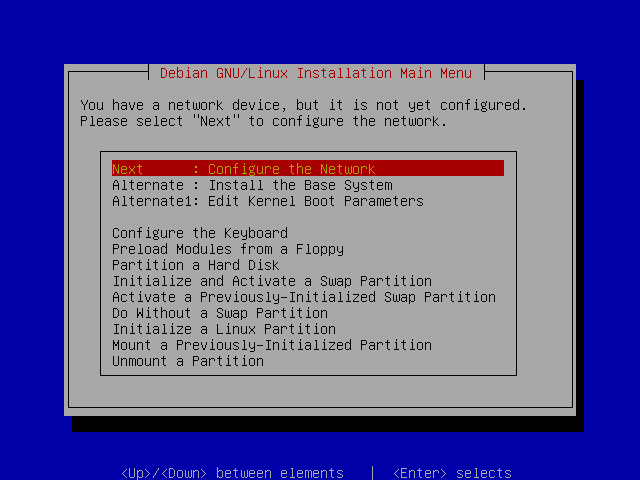 Debian GNU/Linux Installation Main Menu
You have a network device, but it is not yet configured.
Please select "Next" to configure the network.
Next      : Configure the Network
Alternate : Install the Base System
Alternate1: Edit Kernel Boot Parameters
Configure the Keyboard
Preload Modules from a Floppy
Partition a Hard Disk
Initialize and Activate a Swap Partition
Activate a Previously-Initialized Swap Partition
Do Without a Swap Partition
Initialize a Linux Partition
Mount a Previously-Initialized Partition
Unmount a Partition
<Up>/<Down> between elements   |  <Enter> selects